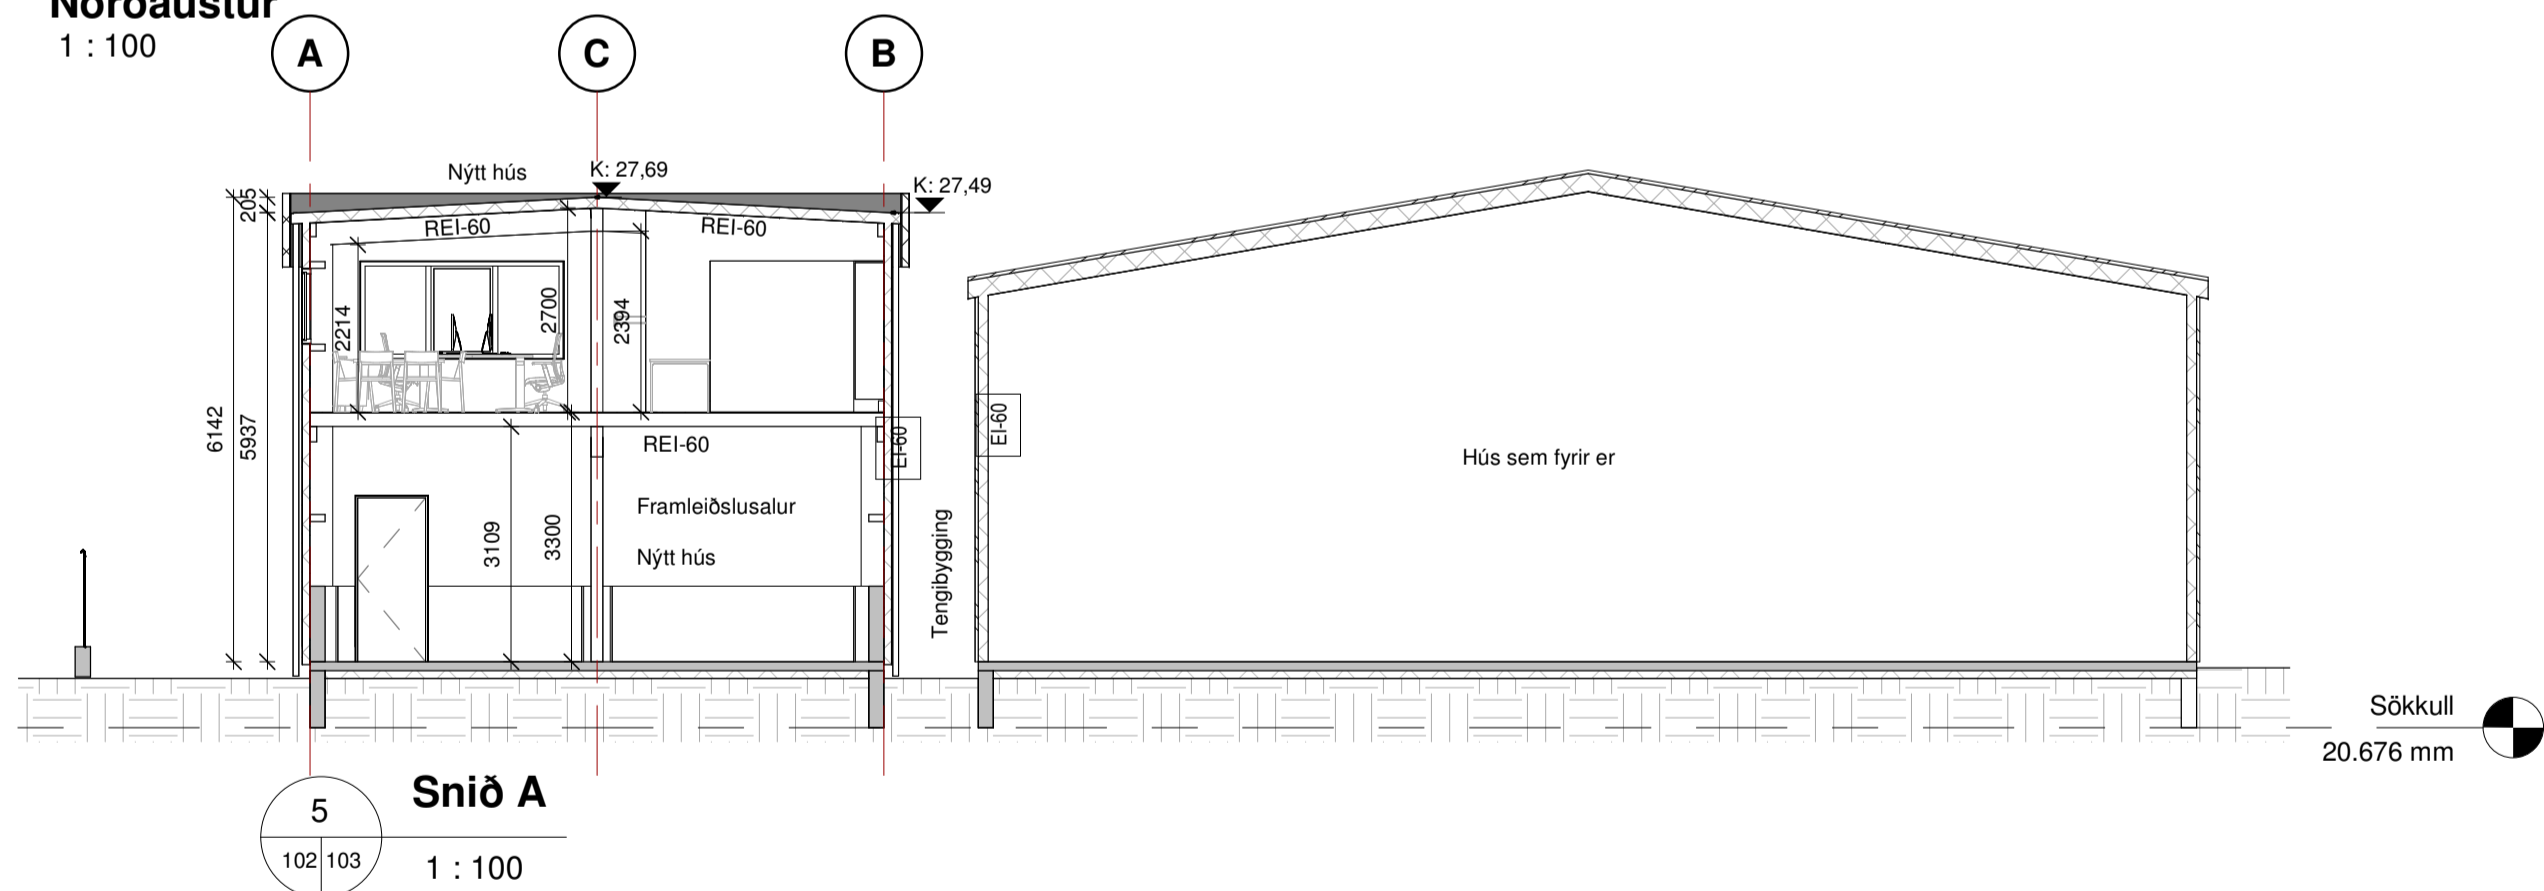 Norðaustur
1 : 100
A
C
B
Nýtt hús
K: 27,69
K: 27,49
205
REI-60
REI-60
2214
2700
2394
6142
5937
REI-60
EI-60
EI-60
Hús sem fyrir er
Framleiðslusalur
3109
3300
Nýtt hús
Tengibygging
Sökkull
20.676 mm
5
Snið A
102 103
1 : 100